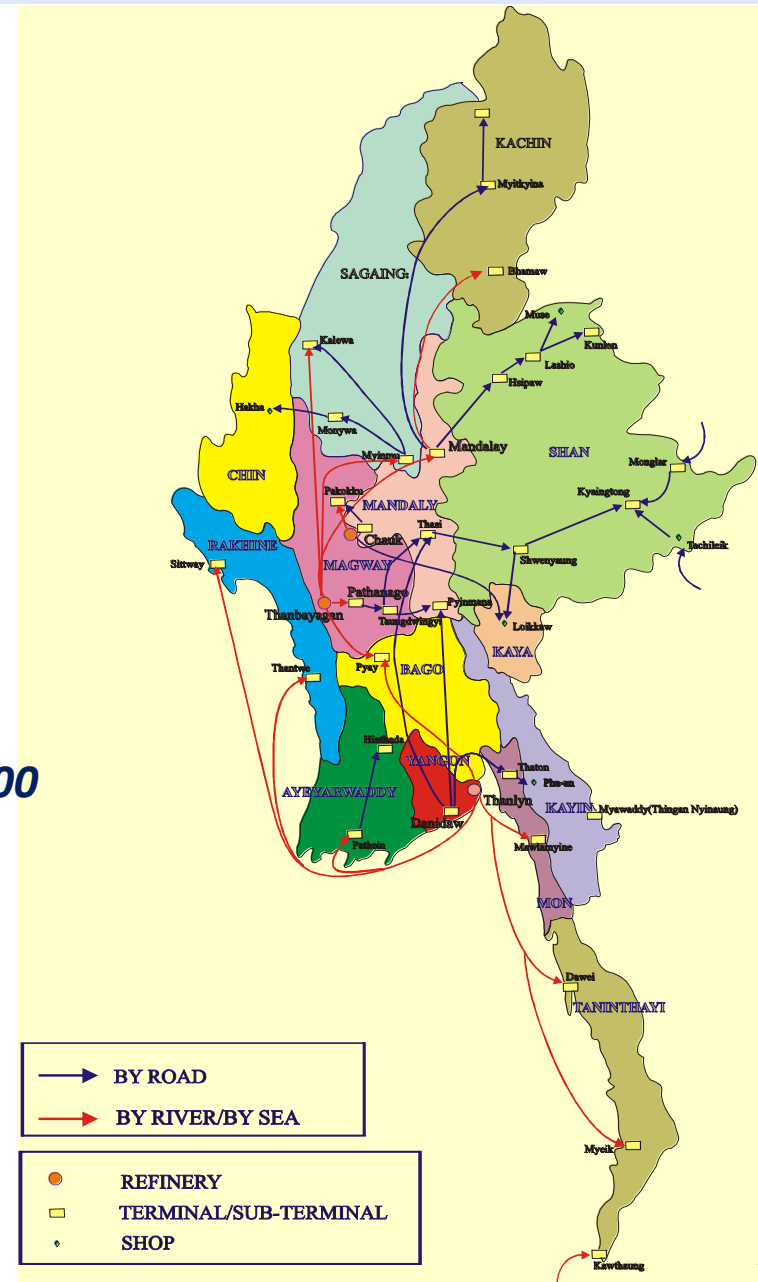 KACHIN
Myitkyina
SAGAING:
Bhamaw
Muse
Kalewa
Kunlon
Lashio
Hsipaw
Hakha
Monywa
Myinmu
Mandalay
SHAN
Monglar
CHIN
Pakokku
Kyaingtong
MANDALY
Thasi
RAKHINE
Chauk
Tachileik
Sittway
MAGWAY
Shwenyaung
Pathanago
Thanbayagan
Taungdwingyi
Pyinmana
Loikkaw
KAYA
Thantwe
Pyay
BAGO
Hinthada
YANGON
Thaton
00
AYEYARWADDY
Pha-an
Thanlyn
KAYIN
Myawaddy(Thingan Nyinaung)
Danidaw
Pathein
Mawlamyine
MON
Dawei
TANINTHAYI
BY ROAD
BY RIVER/BY SEA
Myeik
REFINERY
TERMINAL/SUB-TERMINAL
SHOP
Kawthaung